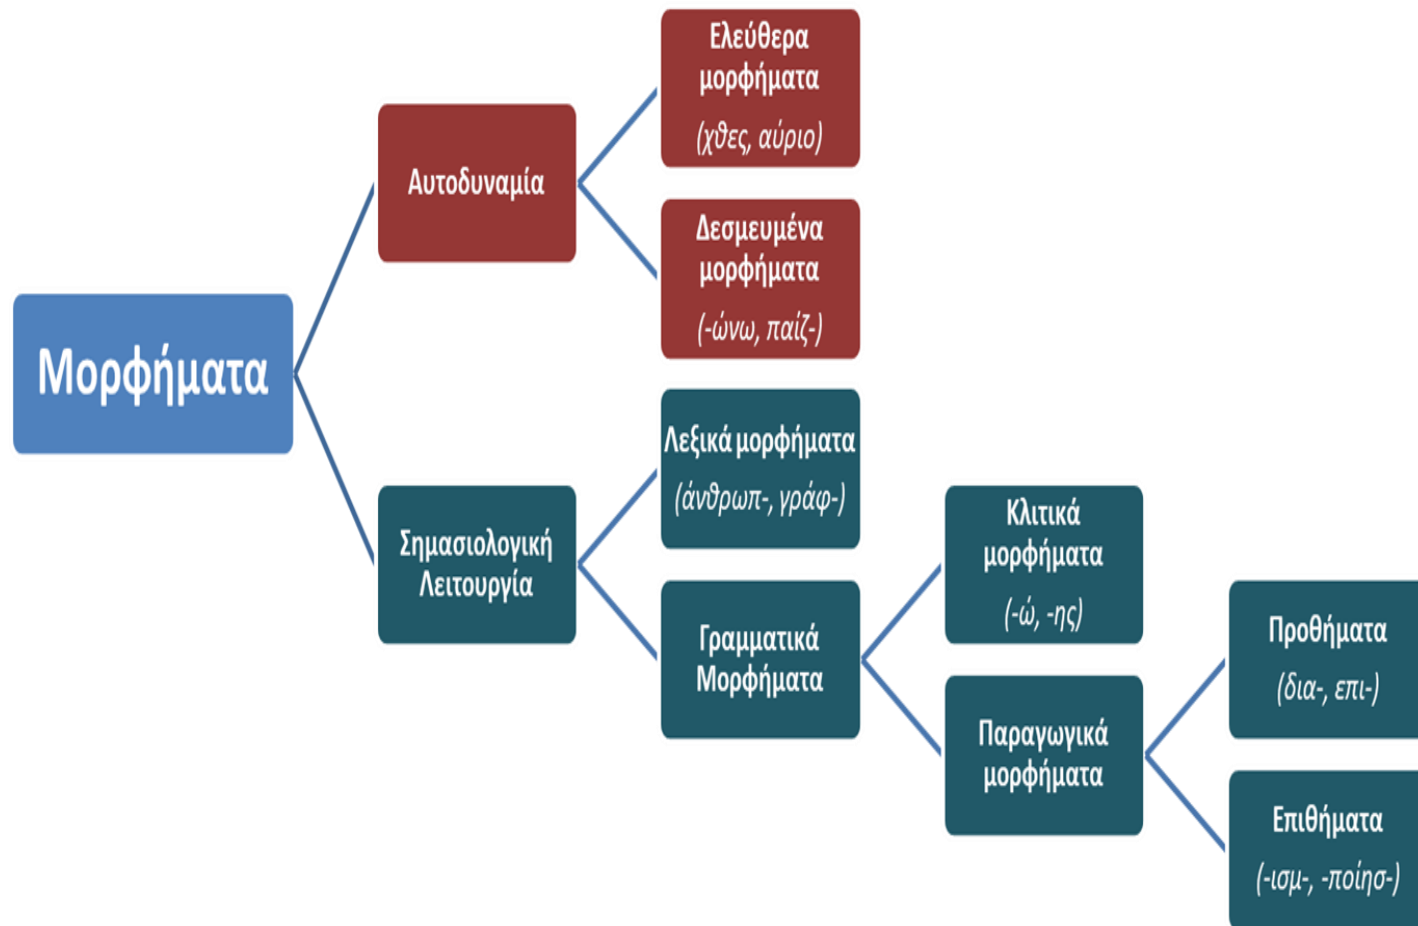 Μορφήματα
Αυτοδυναμία
Ελεύθερα
μορφήματα
(χθες, αύριο)
Δεσμευμένα
μορφήματα
(-ώνω, παίζ-)
Σημασιολογική
Λειτουργία
Λεξικά μορφήματα
(άνθρωπ-, γράφ-)
Γραμματικά
Μορφήματα
Κλιτικά
μορφήματα
(-ώ, -ης)
Παραγωγικά
μορφήματα
Προθήματα
(δια-, επι-)
Επιθήματα
(-ισμ-, -ποίησ-)